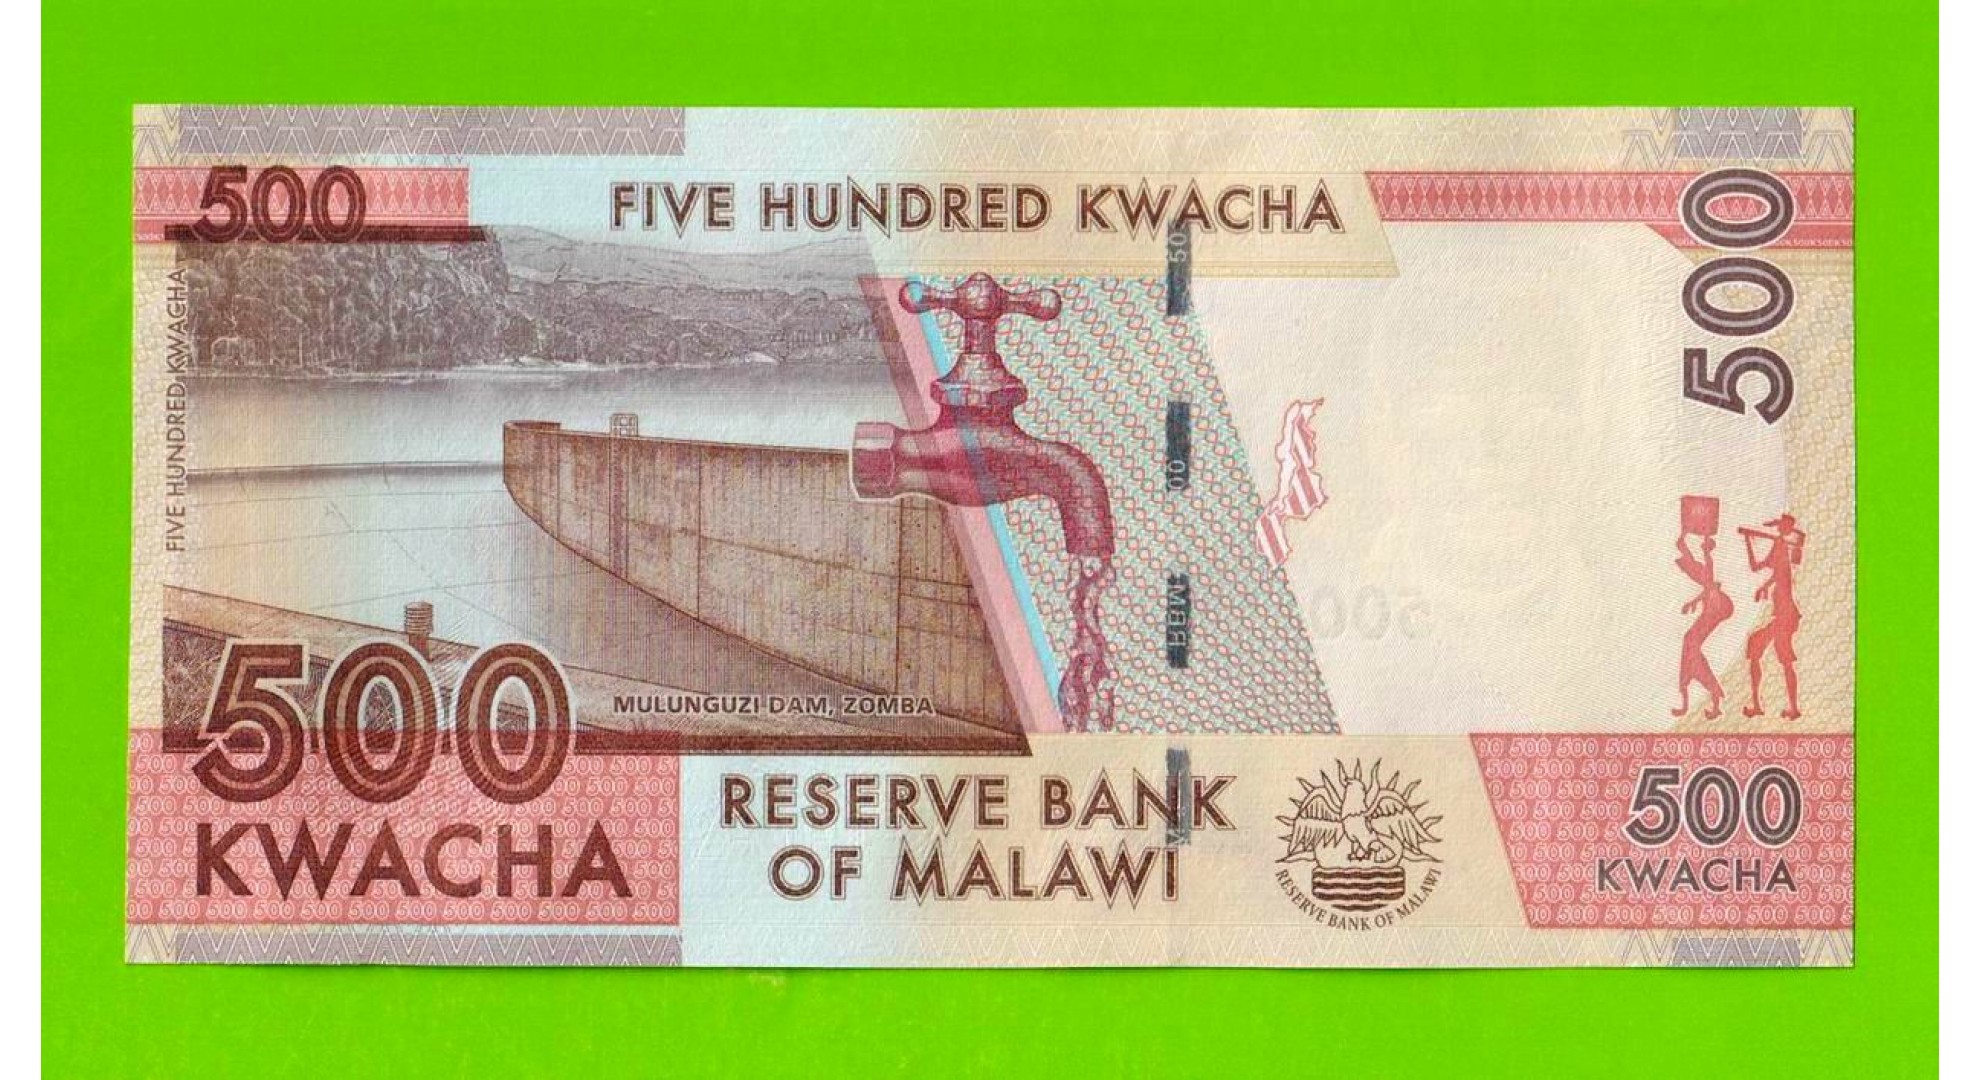 500
FIVE HUNDRED KWACHA
500
FIVE HUNDRED KWACHA
MULUNGUZI DAM, ZOMBA
500
KWACHA
RESERVE BANK
OF MALAWI
RESERVE BANK OF MALAWI
500
KWACHA